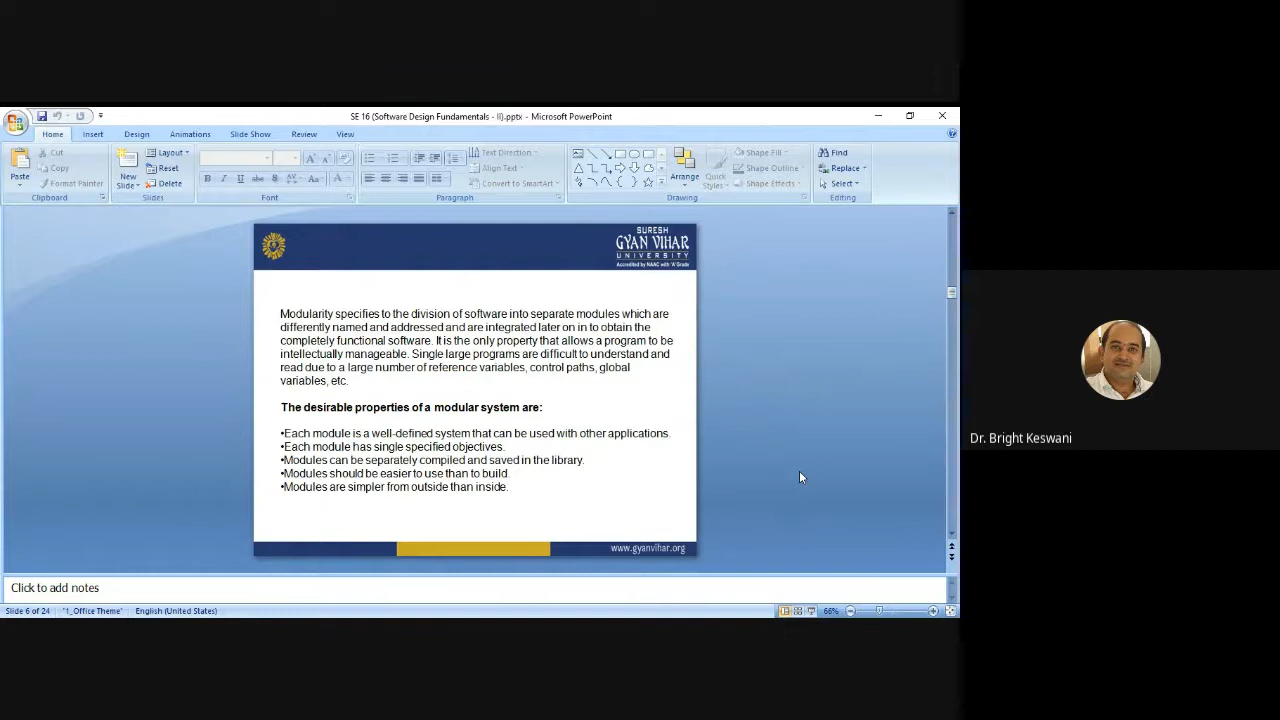 SE 16 (Software Design Fundamentals - II).pptx - Microsoft PowerPoint
Home Insert Design Animations Slide Show Review View
Paste
Cut
Copy
Format Painter
Clipboard
New Slide
Layout
Reset
Delete
Slides
B I U abc S AV Aa A
Font
Text Direction
Align Text
Convert to SmartArt
Paragraph
Arrange
Quick Styles
Shape Fill
Shape Outline
Shape Effects
Drawing
Find
Replace
Select
Editing
SURESH
GYAN VIHAR
UNIVERSITY
Accredited by NAAC with 'A' Grade
Modularity specifies to the division of software into separate modules which are
differently named and addressed and are integrated later on in to obtain the
completely functional software. It is the only property that allows a program to be
intellectually manageable. Single large programs are difficult to understand and
read due to a large number of reference variables, control paths, global
variables, etc.
The desirable properties of a modular system are:
•Each module is a well-defined system that can be used with other applications.
•Each module has single specified objectives.
•Modules can be separately compiled and saved in the library.
•Modules should be easier to use than to build.
•Modules are simpler from outside than inside.
www.gyanvihar.org
Dr. Bright Keswani
Click to add notes
Slide 6 of 24 "1_Office Theme" English (United States) 66%